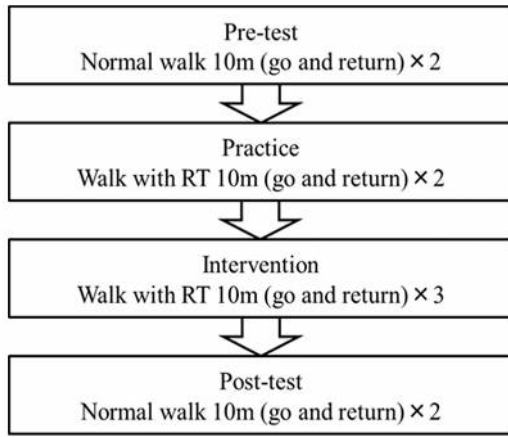 Pre-test
Normal walk 10m (go and return) × 2
Practice
Walk with RT 10m (go and return) × 2
Intervention
Walk with RT 10m (go and return) × 3
Post-test
Normal walk 10m (go and return) × 2